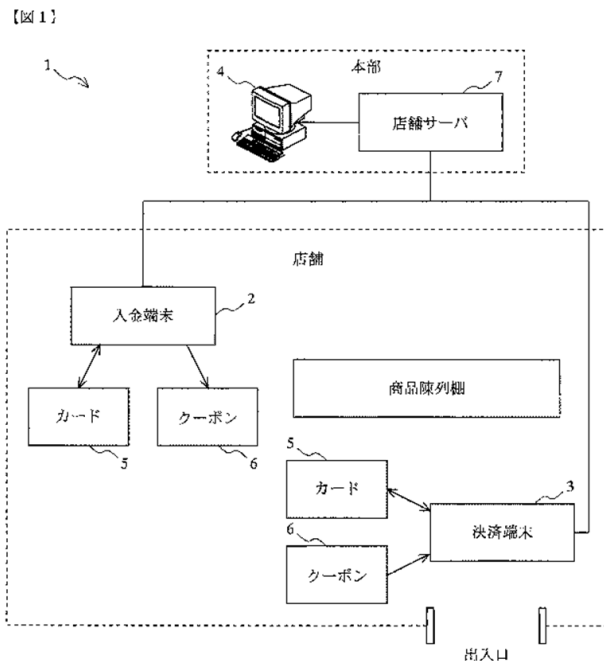 【図1】
1
4
本部
7
店舗サーバ
店舗
2
入金端末
商品陳列棚
カード
クーポン
5
6
5
カード
3
決済端末
6
クーポン
出入口